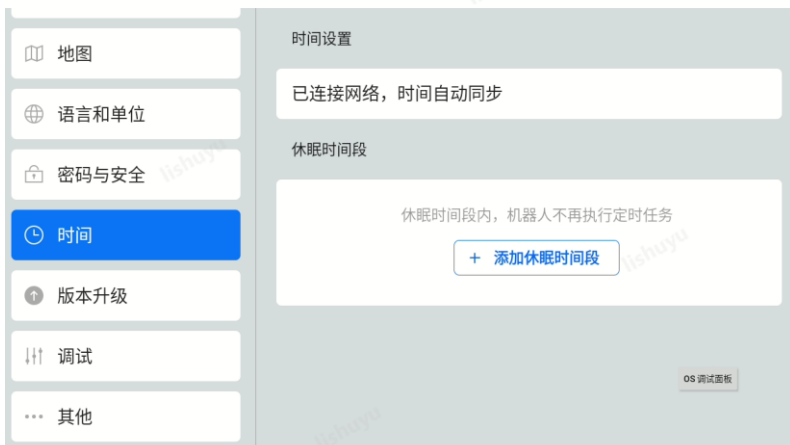 地图
语言和单位
密码与安全
时间
版本升级
调试
其他
时间设置
已连接网络，时间自动同步
休眠时间段
休眠时间段内，机器人不再执行定时任务
+ 添加休眠时间段
OS 调试面板
lishuyu
lishuyu
lishuyu